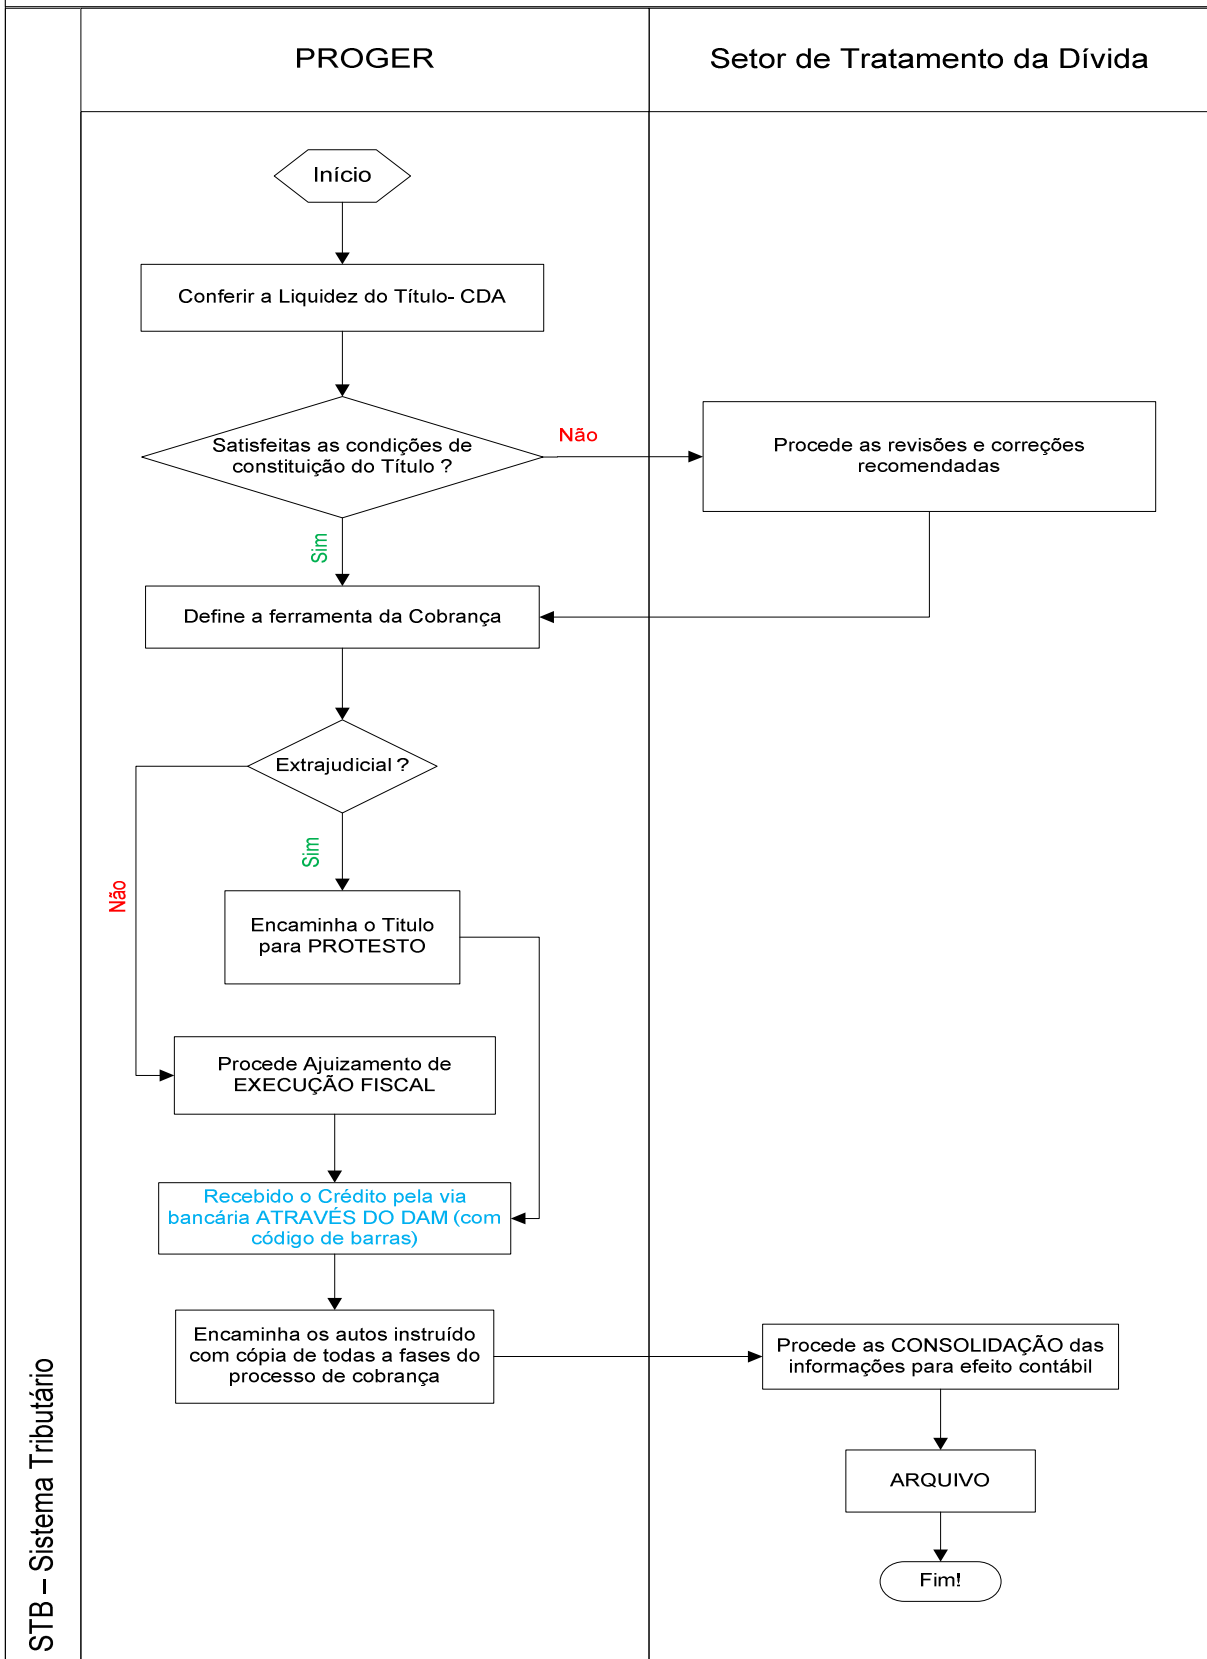 PROGER
Setor de Tratamento da Dívida
Início
Conferir a Liquidez do Título- CDA
Satisfeitas as condições de
constituição do Título ?
Não
Procede as revisões e correções
recomendadas
Sim
Define a ferramenta da Cobrança
Extrajudicial ?
Sim
Não
Encaminha o Titulo
para PROTESTO
Procede Ajuizamento de
EXECUÇÃO FISCAL
Recebido o Crédito pela via
bancária ATRAVÉS DO DAM (com
código de barras)
Encaminha os autos instruído
com cópia de todas a fases do
processo de cobrança
Procede as CONSOLIDAÇÃO das
informações para efeito contábil
ARQUIVO
Fim!
STB – Sistema Tributário